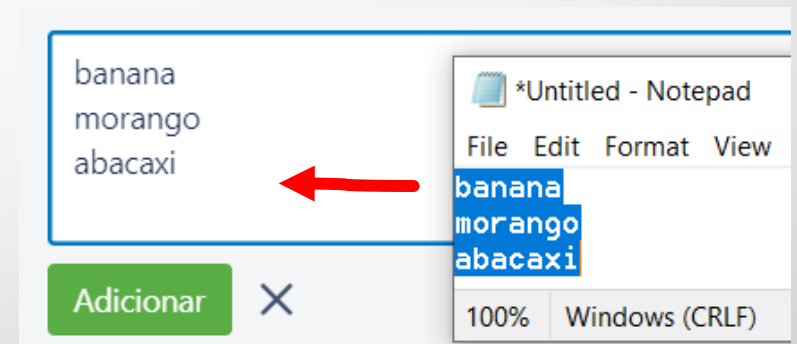 banana
morango
abacaxi
Adicionar
*Untitled - Notepad
File Edit Format View
banana
morango
abacaxi
100% Windows (CRLF)